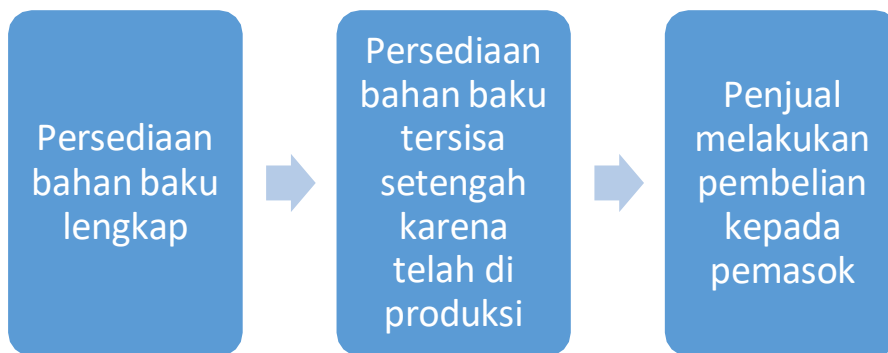 Persediaan
bahan baku
lengkap
Persediaan
bahan baku
tersisa
setengah
karena
telah di
produksi
Penjual
melakukan
pembelian
kepada
pemasok